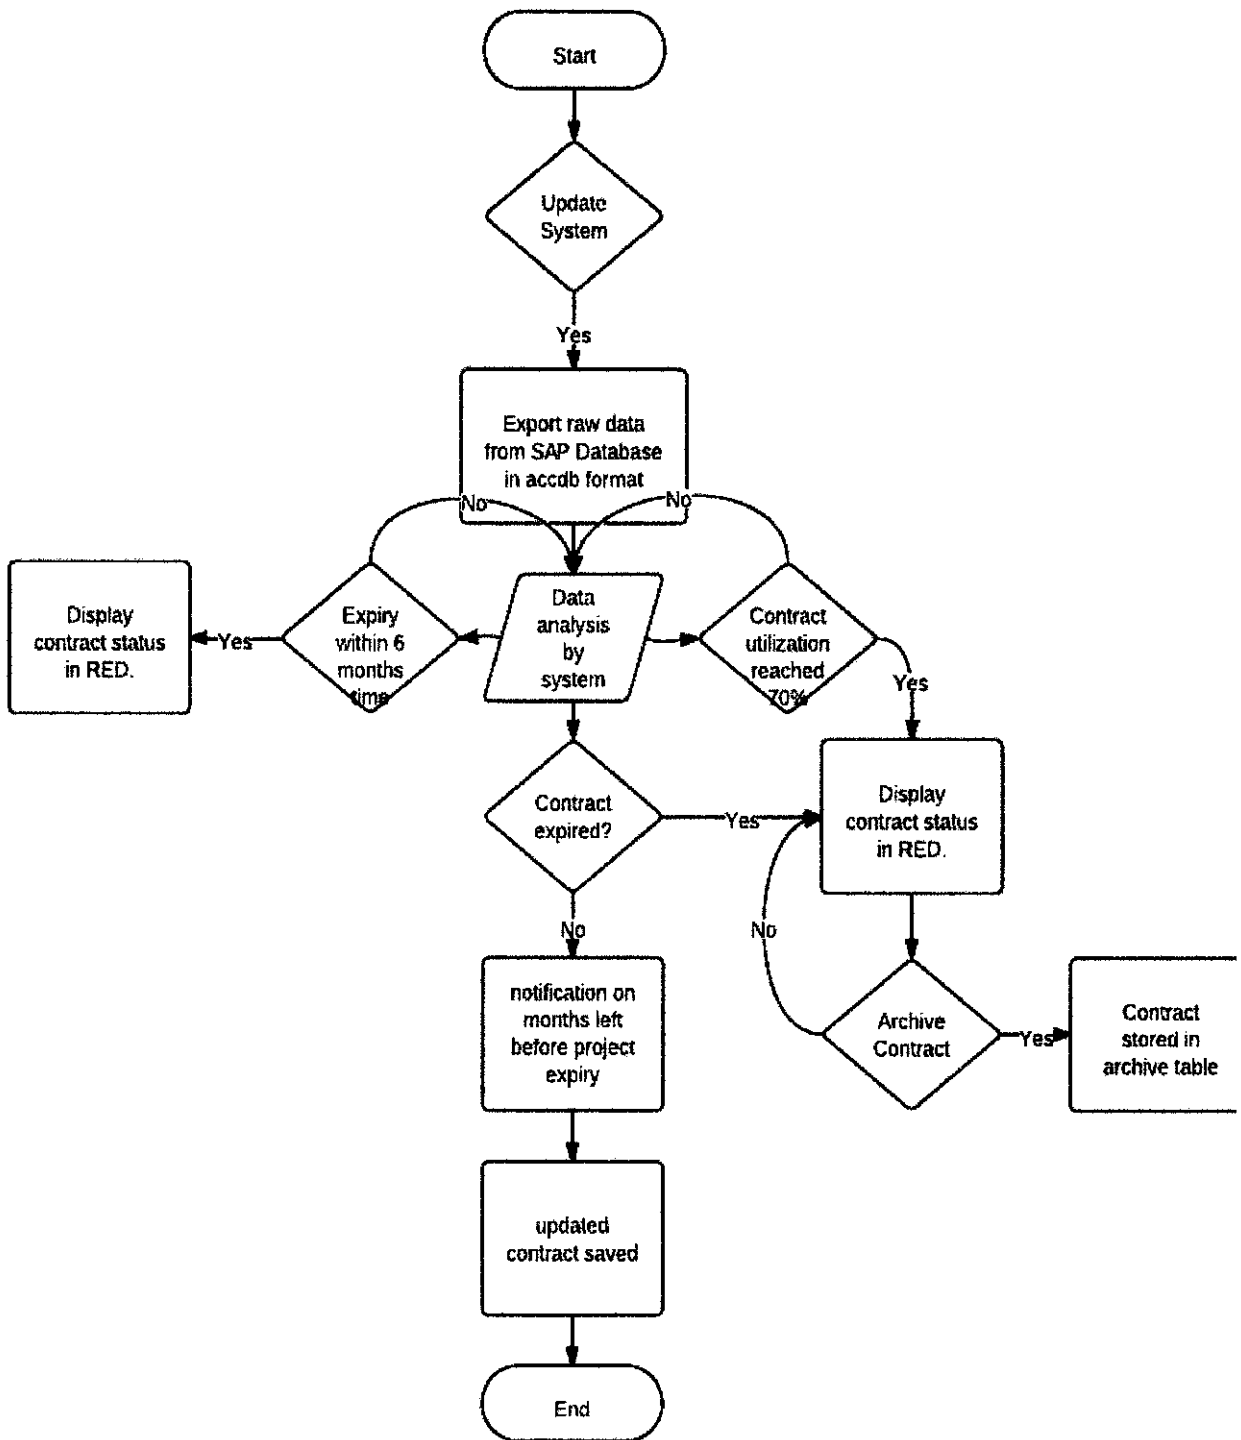 Start
Update
System
Yes
Export raw data
from SAP Database
in accdb format
No
No
Display
contract status
in RED.
Yes
Expiry
within 6
months
time
Data
analysis
by
system
Contract
utilization
reached
70%
Yes
Contract
expired?
Yes
Display
contract status
in RED.
No
No
notification on
months left
before project
expiry
Archive
Contract
Yes
Contract
stored in
archive table
updated
contract saved
End